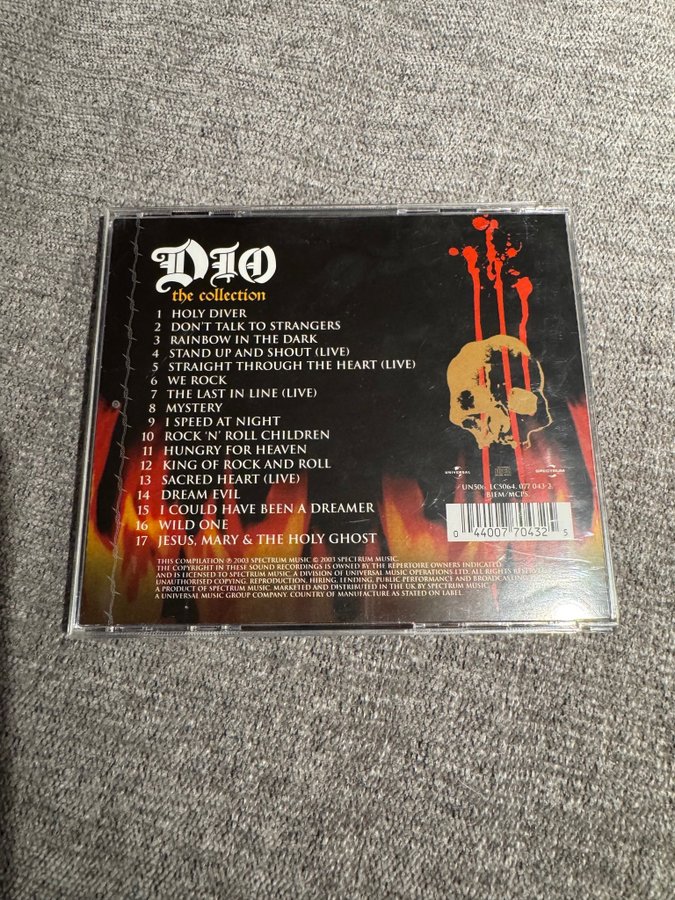 DIO
the collection
1 HOLY DIVER
2 DON'T TALK TO STRANGERS
3 RAINBOW IN THE DARK
4 STAND UP AND SHOUT (LIVE)
5 STRAIGHT THROUGH THE HEART (LIVE)
6 WE ROCK
7 THE LAST IN LINE (LIVE)
8 MYSTERY
9 I SPEED AT NIGHT
10 ROCK 'N' ROLL CHILDREN
11 HUNGRY FOR HEAVEN
12 KING OF ROCK AND ROLL
13 SACRED HEART (LIVE)
14 DREAM EVIL
15 I COULD HAVE BEEN A DREAMER
16 WILD ONE
17 JESUS, MARY & THE HOLY GHOST
UNIVERSAL
SPECTRUM
LC5064. 077 043-2.
BIEM/MCPS.
0 44007 70432 5
THIS COMPILATION ℗ 2003 SPECTRUM MUSIC © 2003 SPECTRUM MUSIC.
THE COPYRIGHT IN THESE SOUND RECORDINGS IS OWNED BY THE REPERTOIRE OWNERS INDICATED
AND IS LICENSED TO SPECTRUM MUSIC. A DIVISION OF UNIVERSAL MUSIC OPERATIONS LTD. ALL RIGHTS
UNAUTHORISED COPYING, REPRODUCTION, HIRING, LENDING, PUBLIC PERFORMANCE AND
A PRODUCT OF SPECTRUM MUSIC. MARKETED AND DISTRIBUTED IN THE UK BY SPECTRUM MUSIC.
A UNIVERSAL MUSIC GROUP COMPANY. COUNTRY OF MANUFACTURE AS STATED ON LABEL